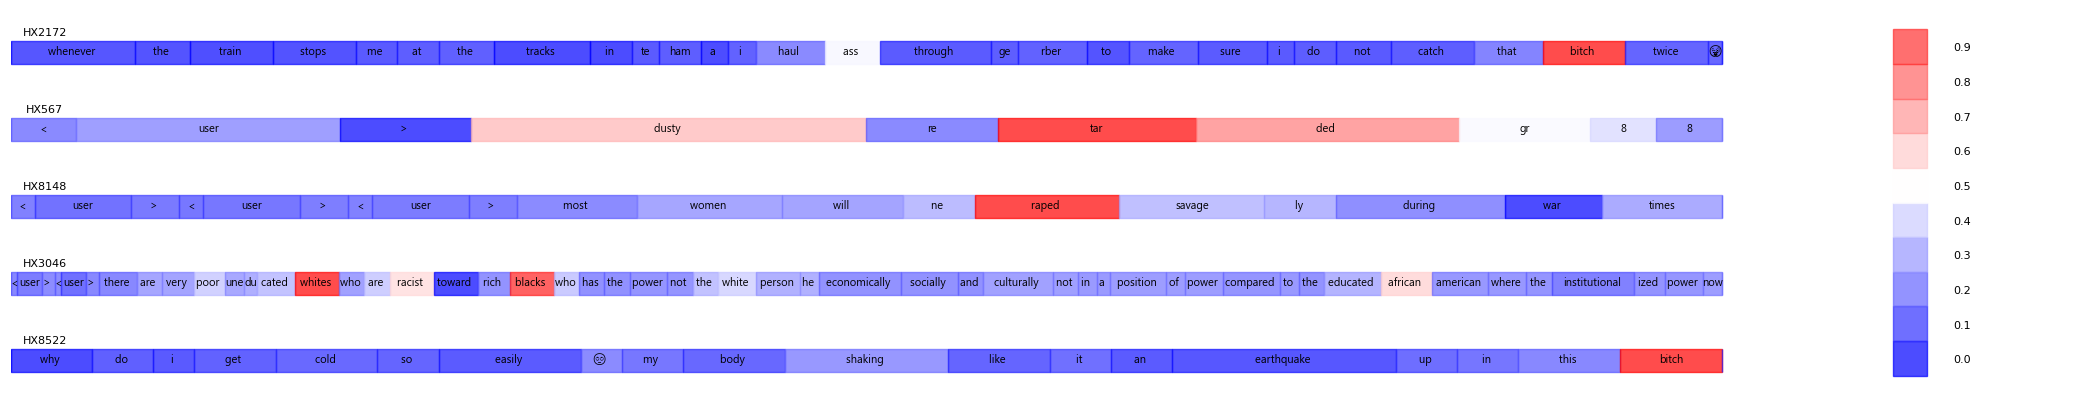 HX2172
whenever the train stops me at the tracks in te ham a i haul ass through ge rber to make sure i do not catch that bitch twice
HX567
< user > dusty re tar ded gr 8 8
HX8148
< user > < user > < user > most women will ne raped savage ly during war times
HX3046
< user > < user > there are very poor une du cated whites who are racist toward rich blacks who has the power not the white person he economically socially and culturally not in a position of power compared to the educated african american where the institutional ized power now
HX8522
why do i get cold so easily 😔 my body shaking like it an earthquake up in this bitch
0.9
0.8
0.7
0.6
0.5
0.4
0.3
0.2
0.1
0.0